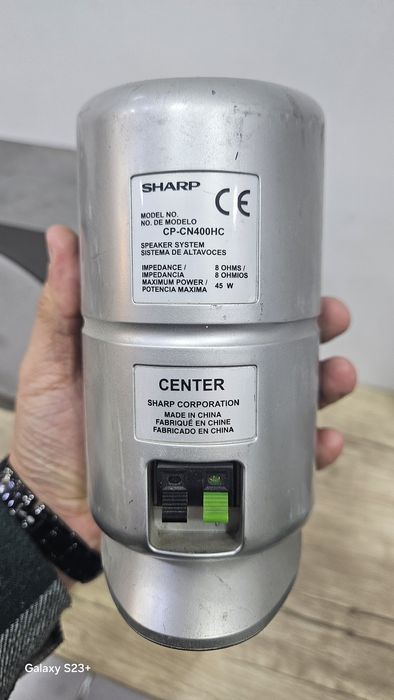 SHARP
CE
MODEL NO.
NO. DE MODELO
CP-CN400HC
SPEAKER SYSTEM
SISTEMA DE ALTAVOCES
IMPEDANCE / 8 OHMS /
IMPEDANCIA 8 OHMIOS
MAXIMUM POWER / 45 W
POTENCIA MAXIMA
CENTER
SHARP CORPORATION
MADE IN CHINA
FABRIQUÉ EN CHINE
FABRICADO EN CHINA
Galaxy S23+